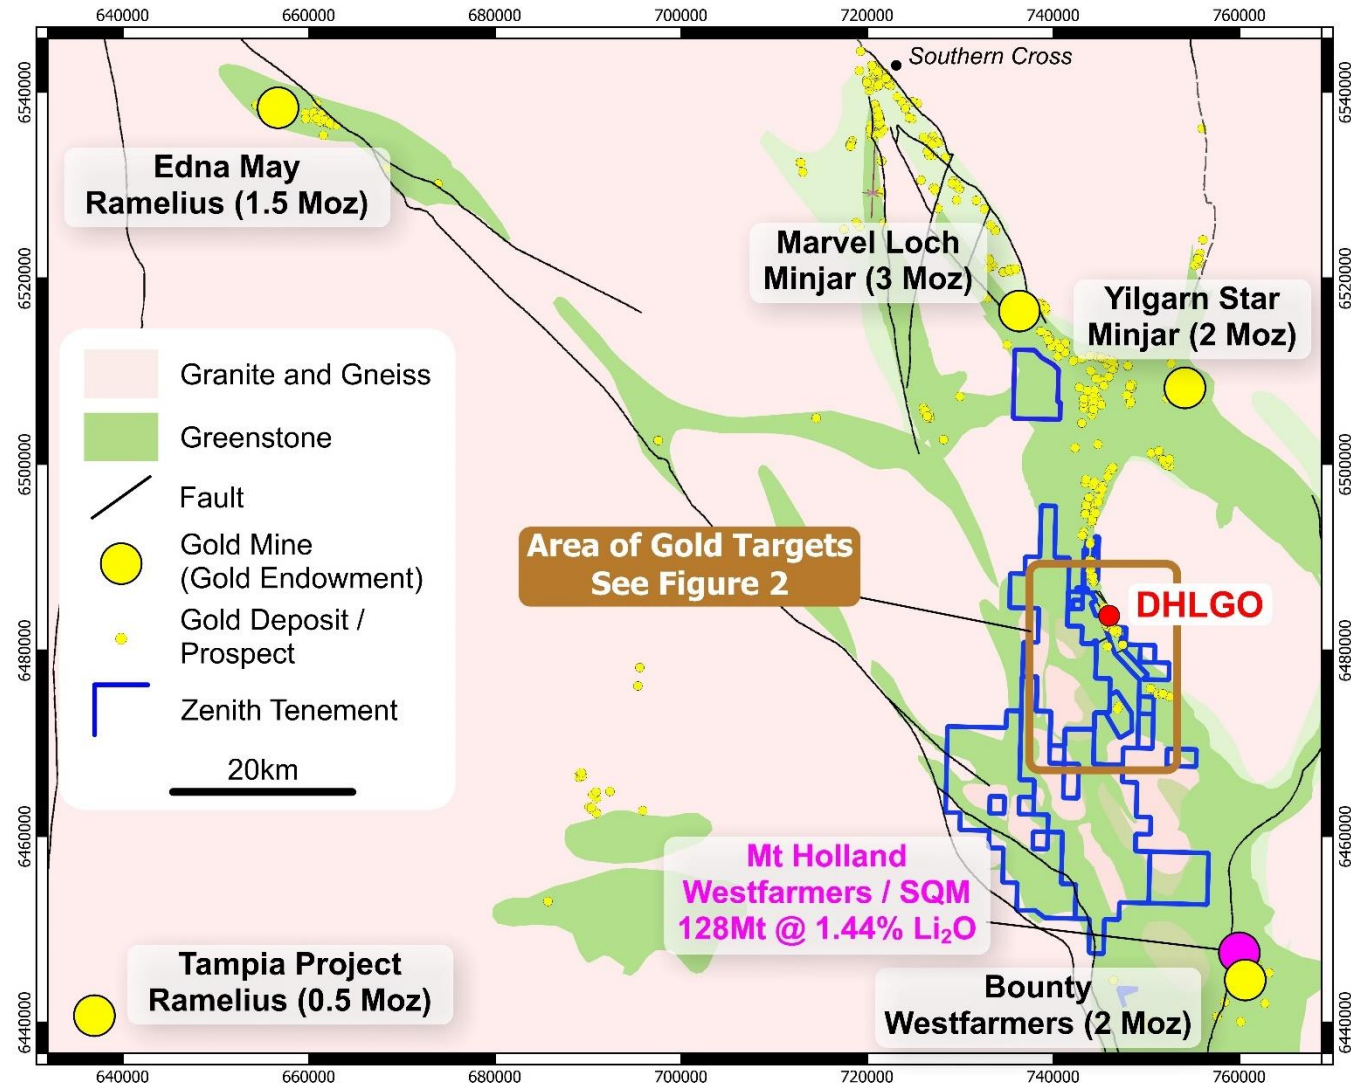 640000 660000 680000 700000 720000 740000 760000
6540000 6540000
Southern Cross
Edna May
Ramelius (1.5 Moz)
Marvel Loch
Minjar (3 Moz)
6520000 6520000
Yilgarn Star
Minjar (2 Moz)
Granite and Gneiss
Greenstone
Fault
Gold Mine
(Gold Endowment)
Gold Deposit /
Prospect
Zenith Tenement
20km
6500000 6500000
Area of Gold Targets
See Figure 2
DHLGO
6480000 6480000
6460000 6460000
Mt Holland
Westfarmers / SQM
128Mt @ 1.44% Li₂O
Tampia Project
Ramelius (0.5 Moz)
Bounty
Westfarmers (2 Moz)
6440000 6440000
640000 660000 680000 700000 720000 740000 760000